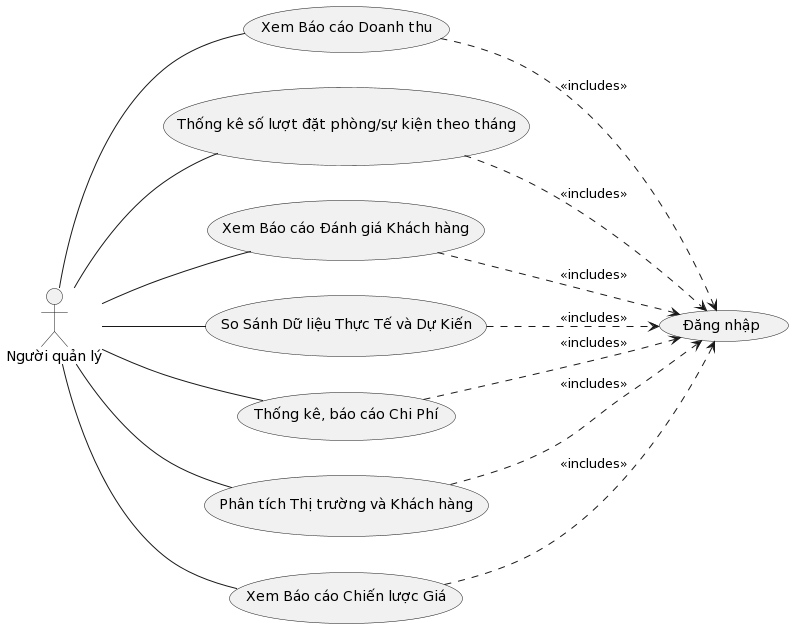 Xem Báo cáo Doanh thu
«includes»
Thống kê số lượt đặt phòng/sự kiện theo tháng
«includes»
Xem Báo cáo Đánh giá Khách hàng
«includes»
So Sánh Dữ liệu Thực Tế và Dự Kiến
«includes»
Đăng nhập
Người quản lý
«includes»
Thống kê, báo cáo Chi Phí
«includes»
Phân tích Thị trường và Khách hàng
«includes»
Xem Báo cáo Chiến lược Giá